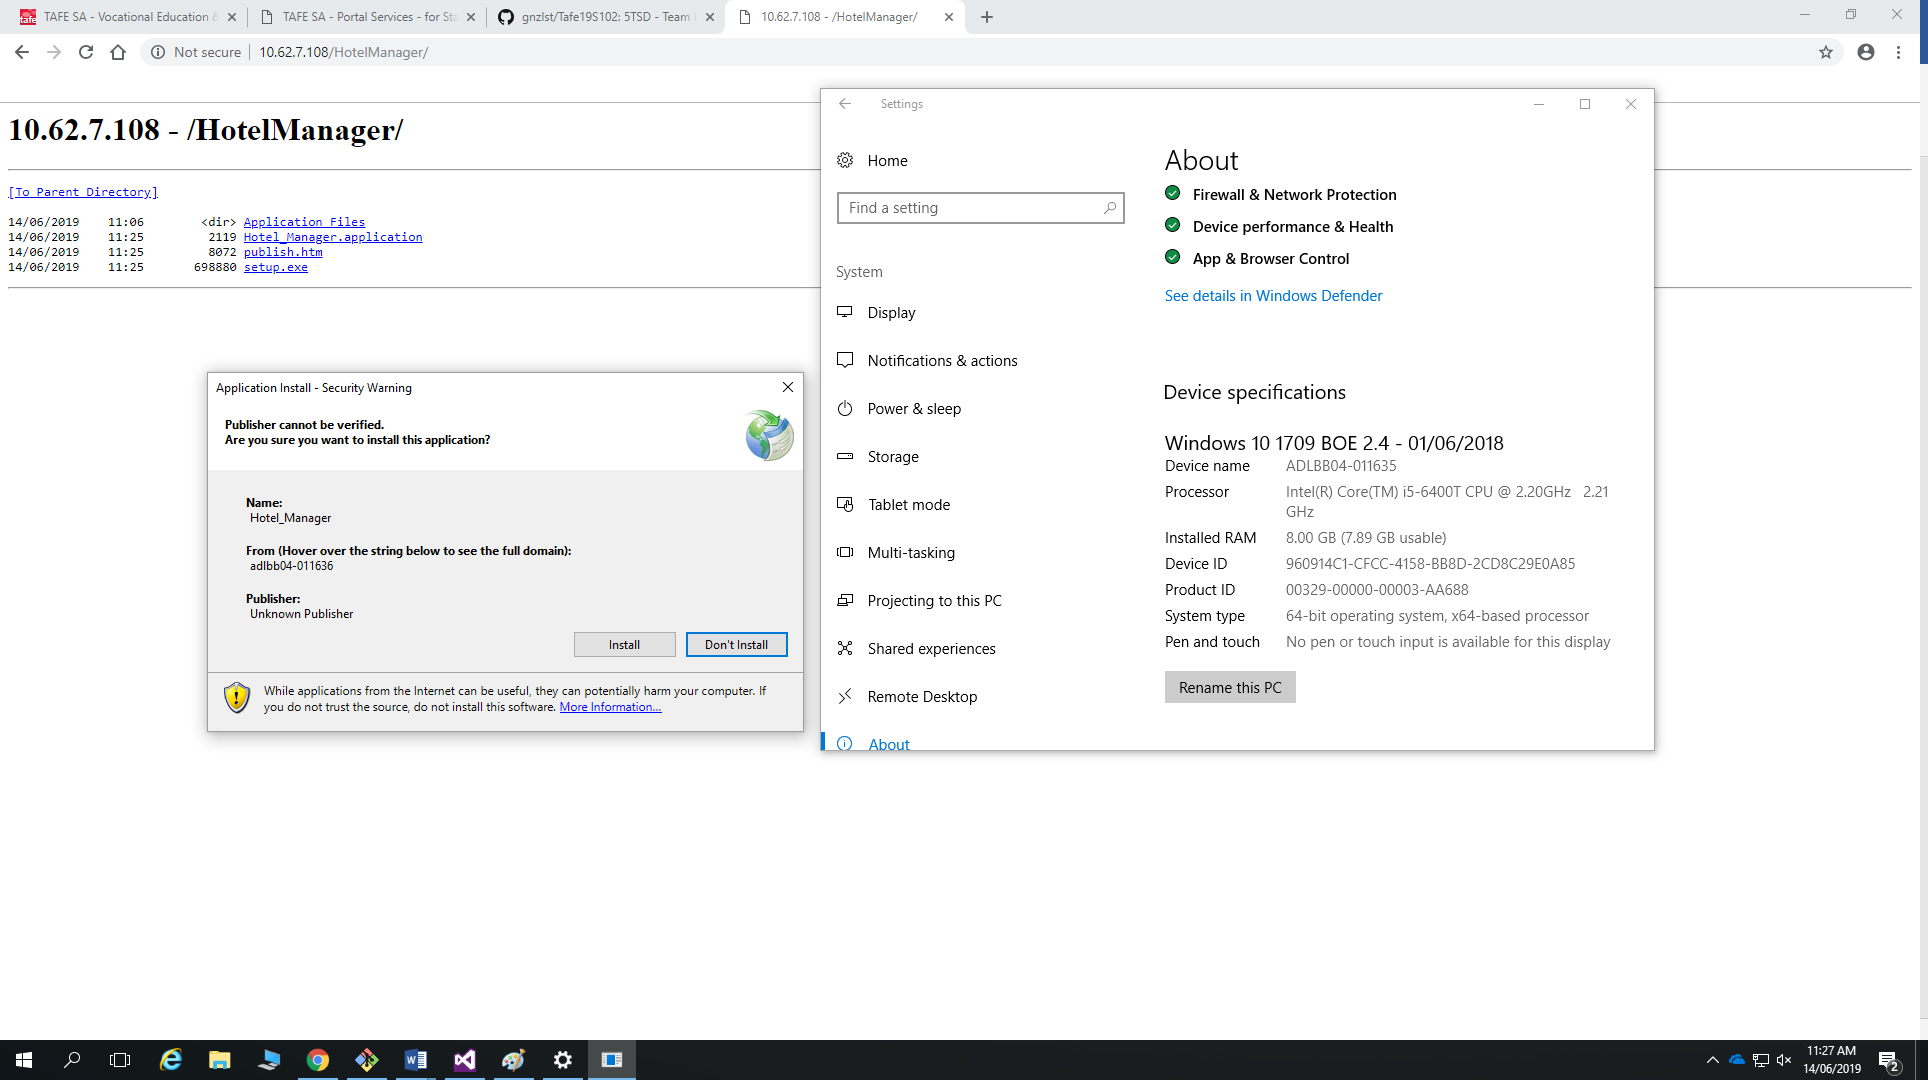 TAFE SA - Vocational Education &
TAFE SA - Portal Services - for Sta
gnzlst/Tafe19S102: 5TSD - Team
10.62.7.108 - /HotelManager/
Not secure
10.62.7.108/HotelManager/
10.62.7.108 - /HotelManager/
[To Parent Directory]
14/06/2019 11:06 <dir> Application Files
14/06/2019 11:25 2119 Hotel_Manager.application
14/06/2019 11:25 8072 publish.htm
14/06/2019 11:25 698880 setup.exe
Application Install - Security Warning
Publisher cannot be verified.
Are you sure you want to install this application?
Name:
Hotel_Manager
From (Hover over the string below to see the full domain):
adlbb04-011636
Publisher:
Unknown Publisher
Install
Don't Install
While applications from the Internet can be useful, they can potentially harm your computer. If
you do not trust the source, do not install this software. More Information...
Settings
Home
Find a setting
System
Display
Notifications & actions
Power & sleep
Storage
Tablet mode
Multi-tasking
Projecting to this PC
Shared experiences
Remote Desktop
About
About
Firewall & Network Protection
Device performance & Health
App & Browser Control
See details in Windows Defender
Device specifications
Windows 10 1709 BOE 2.4 - 01/06/2018
Device name ADLBB04-011635
Processor Intel(R) Core(TM) i5-6400T CPU @ 2.20GHz 2.21
GHz
Installed RAM 8.00 GB (7.89 GB usable)
Device ID 960914C1-CFCC-4158-BB8D-2CD8C29E0A85
Product ID 00329-00000-00003-AA688
System type 64-bit operating system, x64-based processor
Pen and touch No pen or touch input is available for this display
Rename this PC
11:27 AM
14/06/2019
2